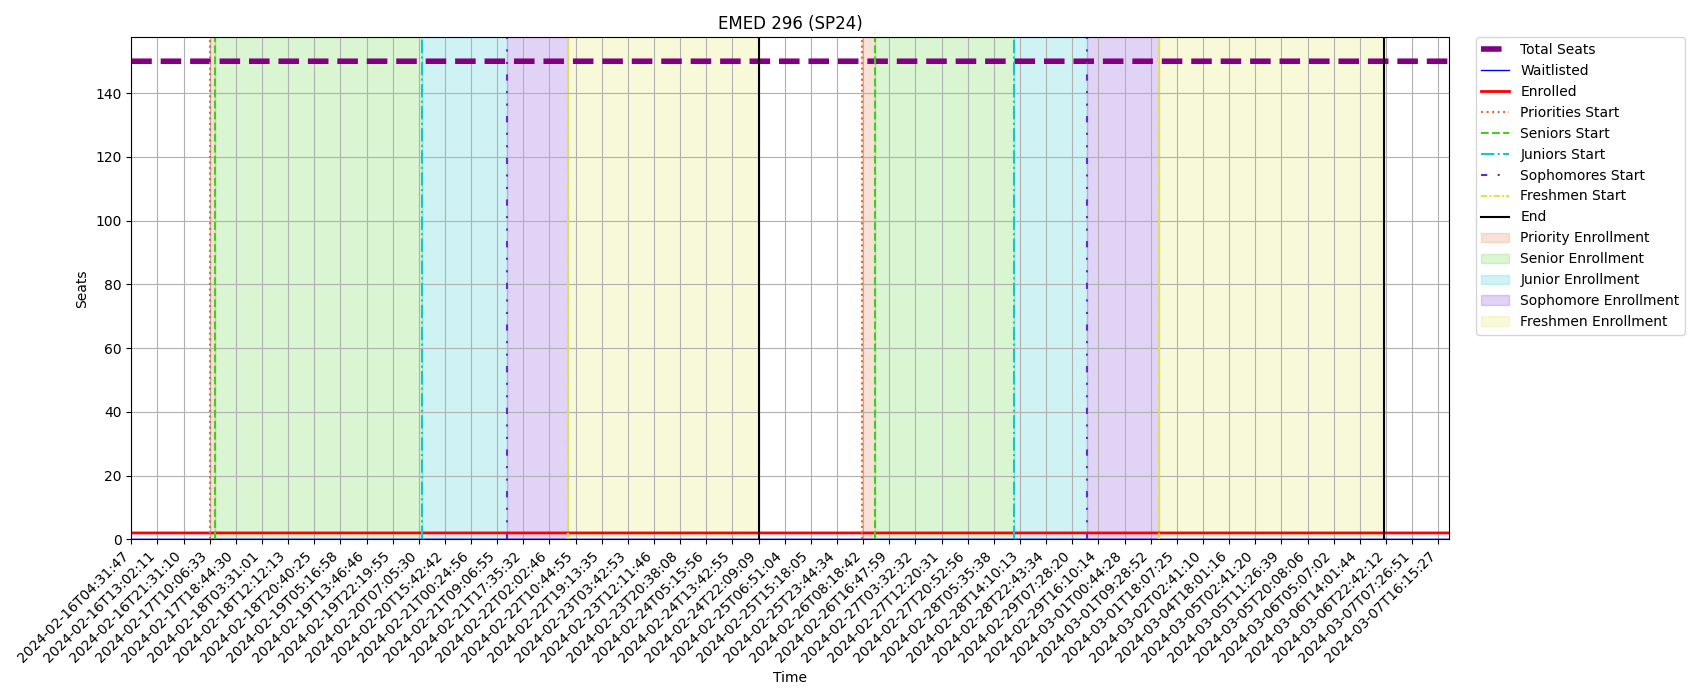 EMED 296 (SP24)
Seats
140
120
100
80
60
40
20
0
2024-02-16T04:31:47
2024-02-16T13:02:11
2024-02-16T21:31:10
2024-02-17T10:06:33
2024-02-17T18:44:30
2024-02-18T03:31:01
2024-02-18T12:12:13
2024-02-18T20:40:25
2024-02-19T05:16:58
2024-02-19T13:46:46
2024-02-19T22:19:55
2024-02-20T07:05:30
2024-02-20T15:42:42
2024-02-21T00:24:56
2024-02-21T09:06:55
2024-02-21T17:35:32
2024-02-22T02:02:46
2024-02-22T10:44:55
2024-02-22T19:13:35
2024-02-23T03:42:53
2024-02-23T12:11:46
2024-02-23T20:38:08
2024-02-24T05:15:56
2024-02-24T13:42:55
2024-02-24T22:09:09
2024-02-25T06:51:04
2024-02-25T15:18:05
2024-02-25T23:44:34
2024-02-26T08:18:42
2024-02-26T16:47:59
2024-02-27T03:32:32
2024-02-27T12:20:31
2024-02-27T20:52:56
2024-02-28T05:35:38
2024-02-28T14:10:13
2024-02-28T22:43:34
2024-02-29T07:28:20
2024-02-29T16:10:14
2024-03-01T00:44:28
2024-03-01T09:28:52
2024-03-01T18:07:25
2024-03-02T02:41:10
2024-03-04T18:01:16
2024-03-05T02:41:20
2024-03-05T11:26:39
2024-03-05T20:08:06
2024-03-06T05:07:02
2024-03-06T14:01:44
2024-03-06T22:42:12
2024-03-07T07:26:51
2024-03-07T16:15:27
Time
Total Seats
Waitlisted
Enrolled
Priorities Start
Seniors Start
Juniors Start
Sophomores Start
Freshmen Start
End
Priority Enrollment
Senior Enrollment
Junior Enrollment
Sophomore Enrollment
Freshmen Enrollment